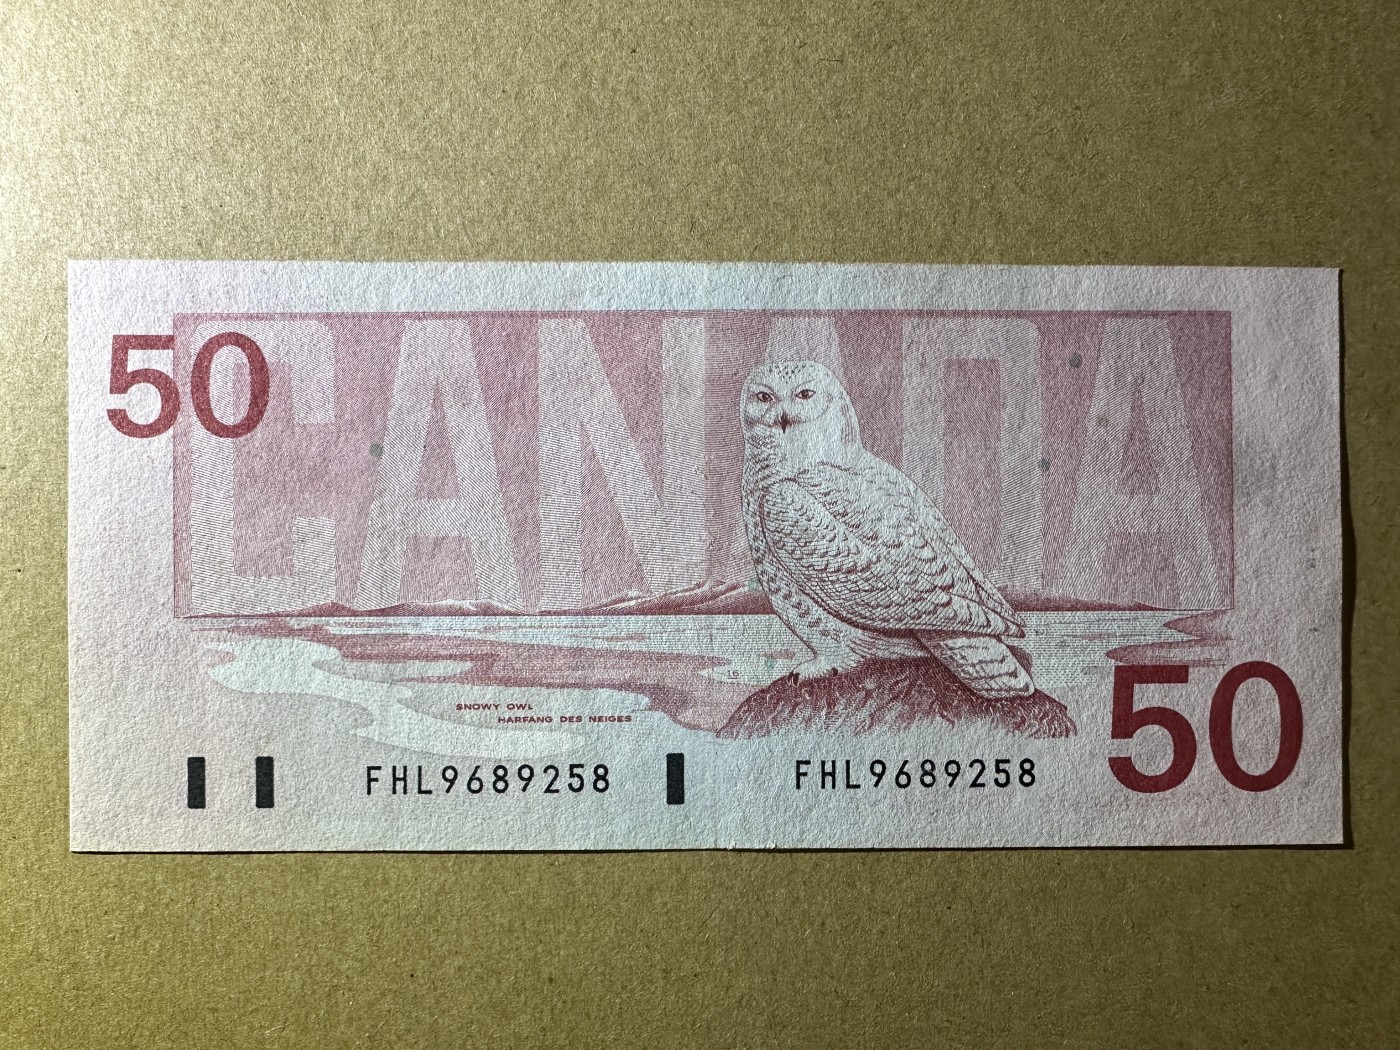 50
CANADA
16
SNOWY OWL
HARFANG DES NEIGES
50
FHL9689258
FHL9689258